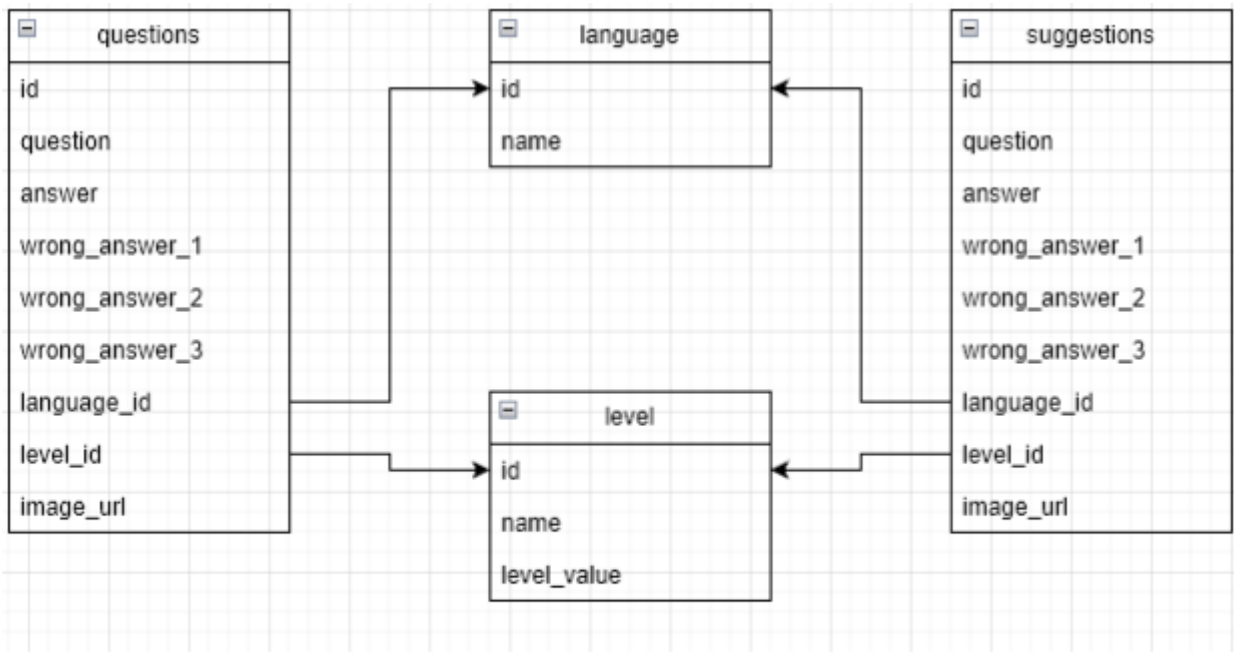 questions
id
question
answer
wrong_answer_1
wrong_answer_2
wrong_answer_3
language_id
level_id
image_url
language
id
name
level
id
name
level_value
suggestions
id
question
answer
wrong_answer_1
wrong_answer_2
wrong_answer_3
language_id
level_id
image_url